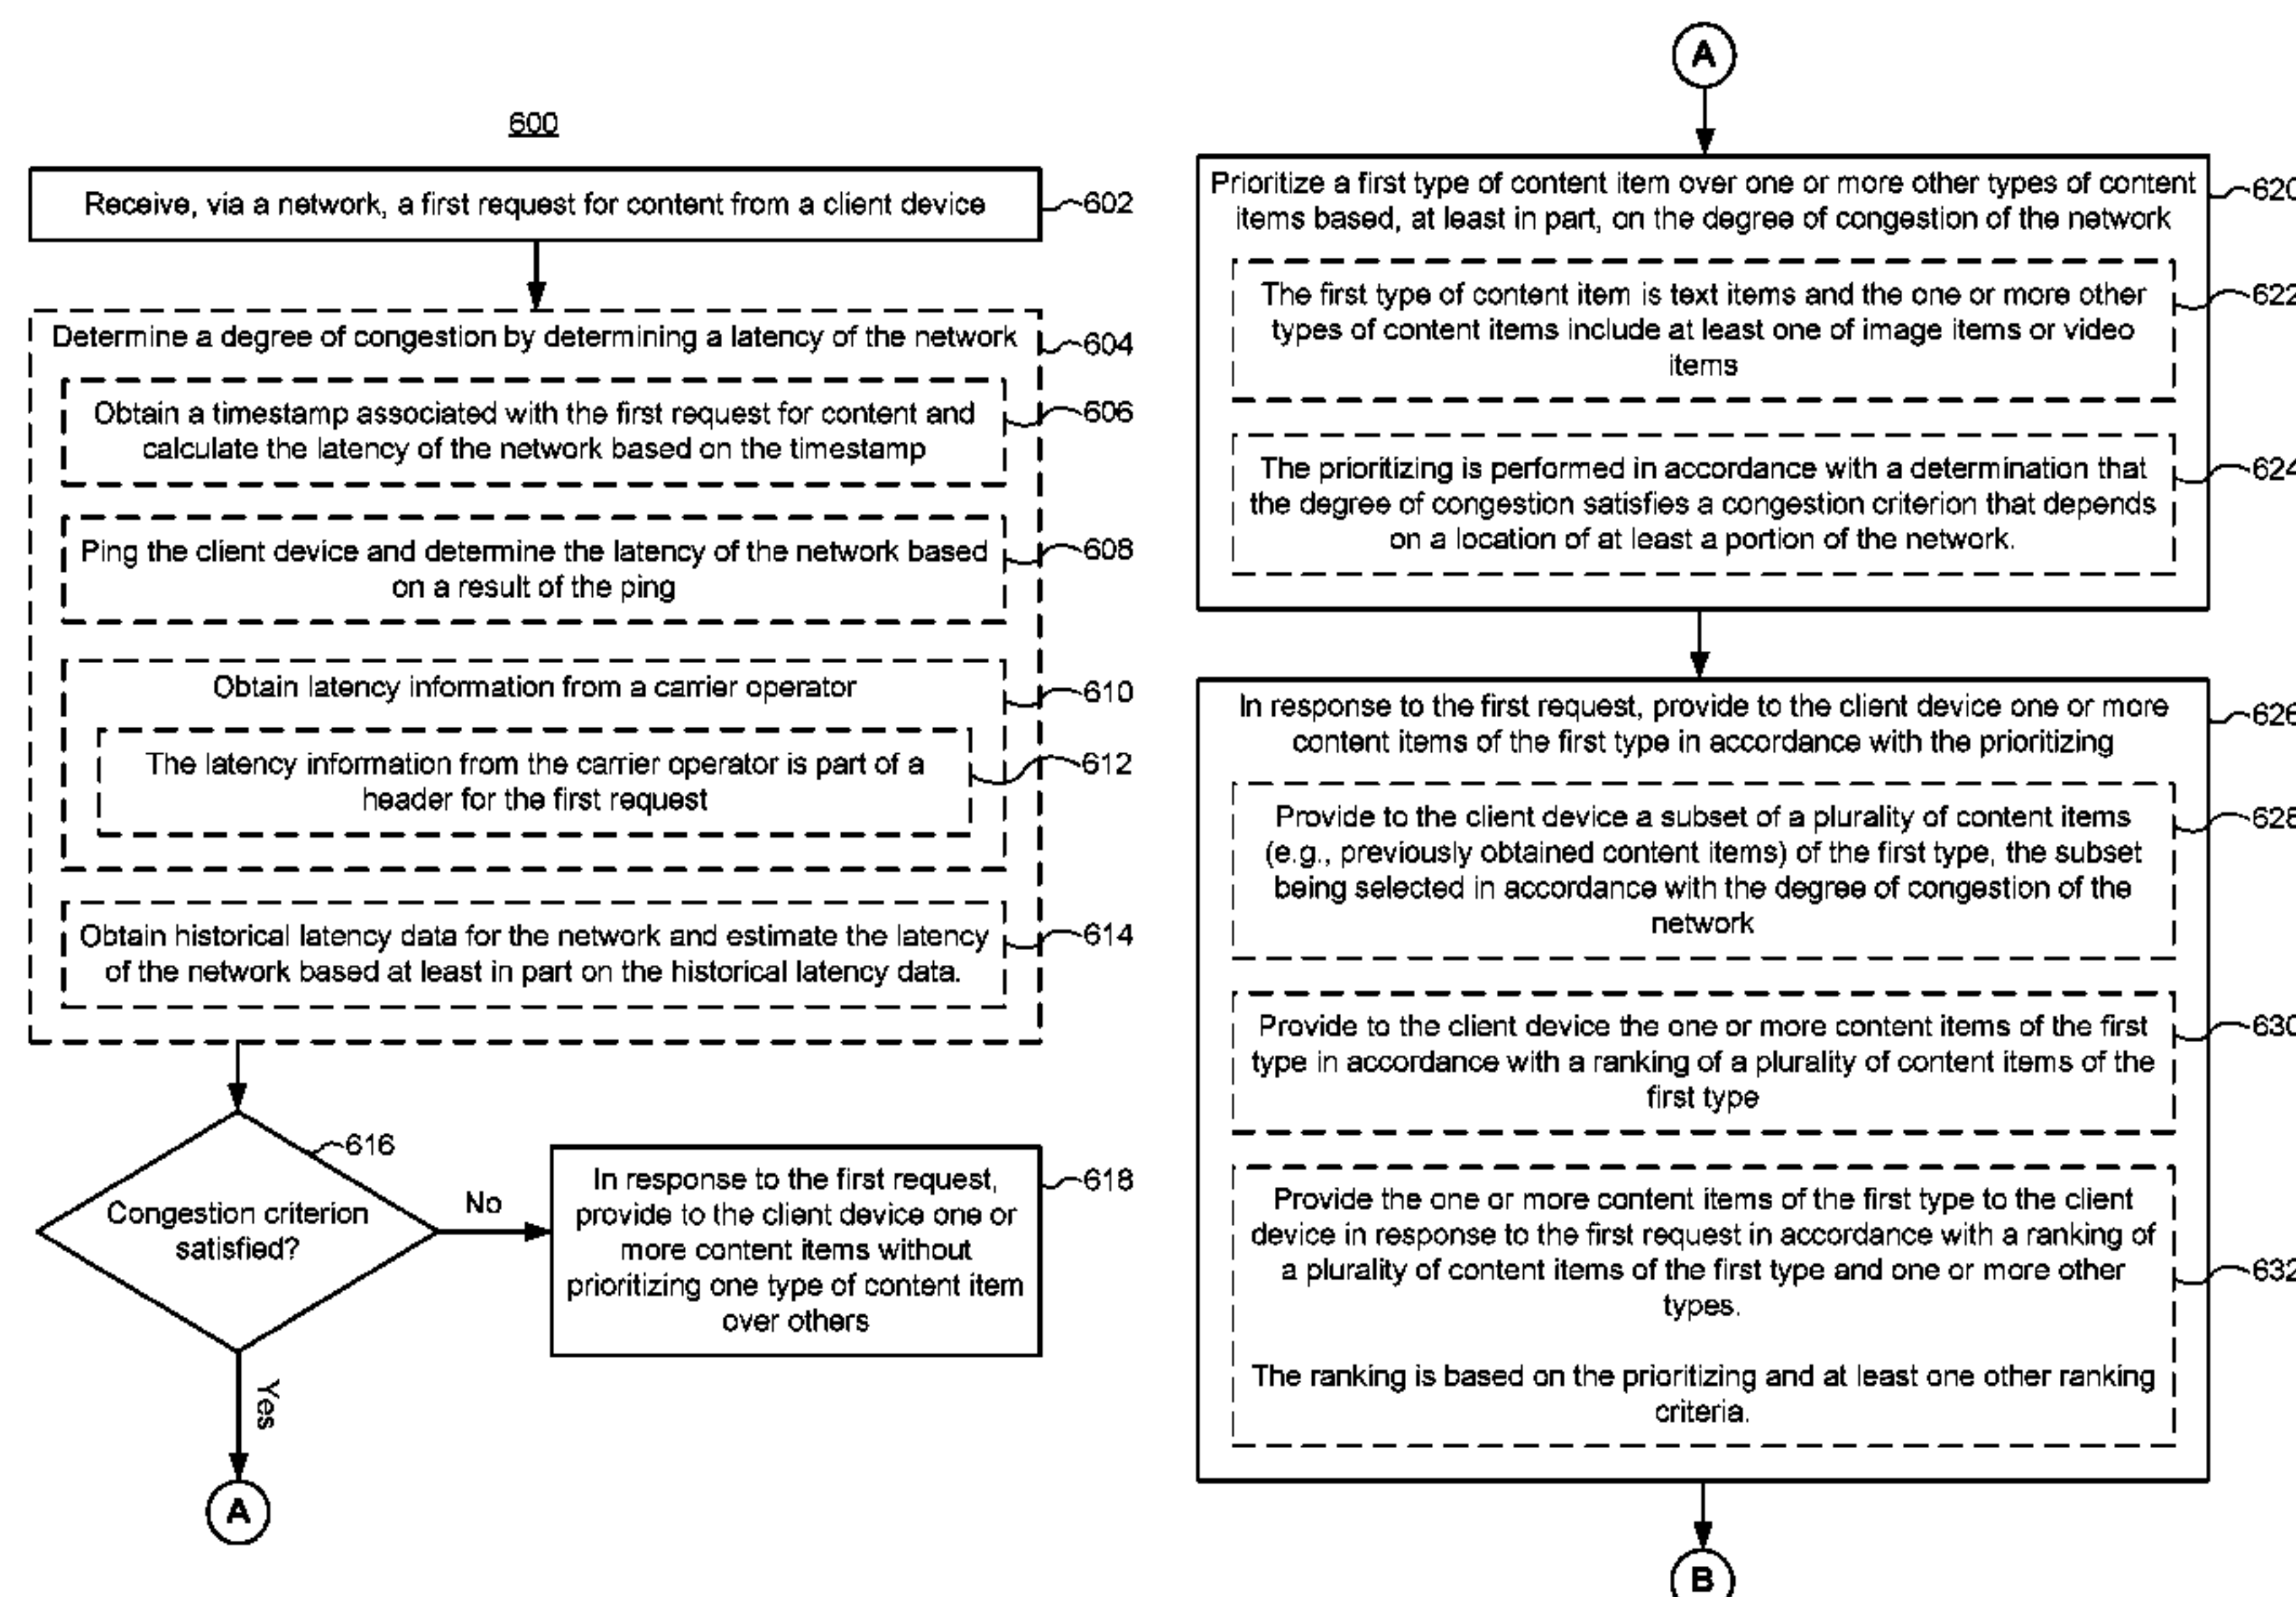 600
Receive, via a network, a first request for content from a client device
602
Determine a degree of congestion by determining a latency of the network
604
Obtain a timestamp associated with the first request for content and
calculate the latency of the network based on the timestamp
606
Ping the client device and determine the latency of the network based
on a result of the ping
608
Obtain latency information from a carrier operator
610
The latency information from the carrier operator is part of a
header for the first request
612
Obtain historical latency data for the network and estimate the latency
of the network based at least in part on the historical latency data.
614
616
Congestion criterion
satisfied?
No
In response to the first request,
provide to the client device one or
more content items without
prioritizing one type of content item
over others
618
Yes
A
A
Prioritize a first type of content item over one or more other types of content
items based, at least in part, on the degree of congestion of the network
620
The first type of content item is text items and the one or more other
types of content items include at least one of image items or video
items
622
The prioritizing is performed in accordance with a determination that
the degree of congestion satisfies a congestion criterion that depends
on a location of at least a portion of the network.
624
In response to the first request, provide to the client device one or more
content items of the first type in accordance with the prioritizing
626
Provide to the client device a subset of a plurality of content items
(e.g., previously obtained content items) of the first type, the subset
being selected in accordance with the degree of congestion of the
network
628
Provide to the client device the one or more content items of the first
type in accordance with a ranking of a plurality of content items of the
first type
630
Provide the one or more content items of the first type to the client
device in response to the first request in accordance with a ranking of
a plurality of content items of the first type and one or more other
types.
The ranking is based on the prioritizing and at least one other ranking
criteria.
632
B